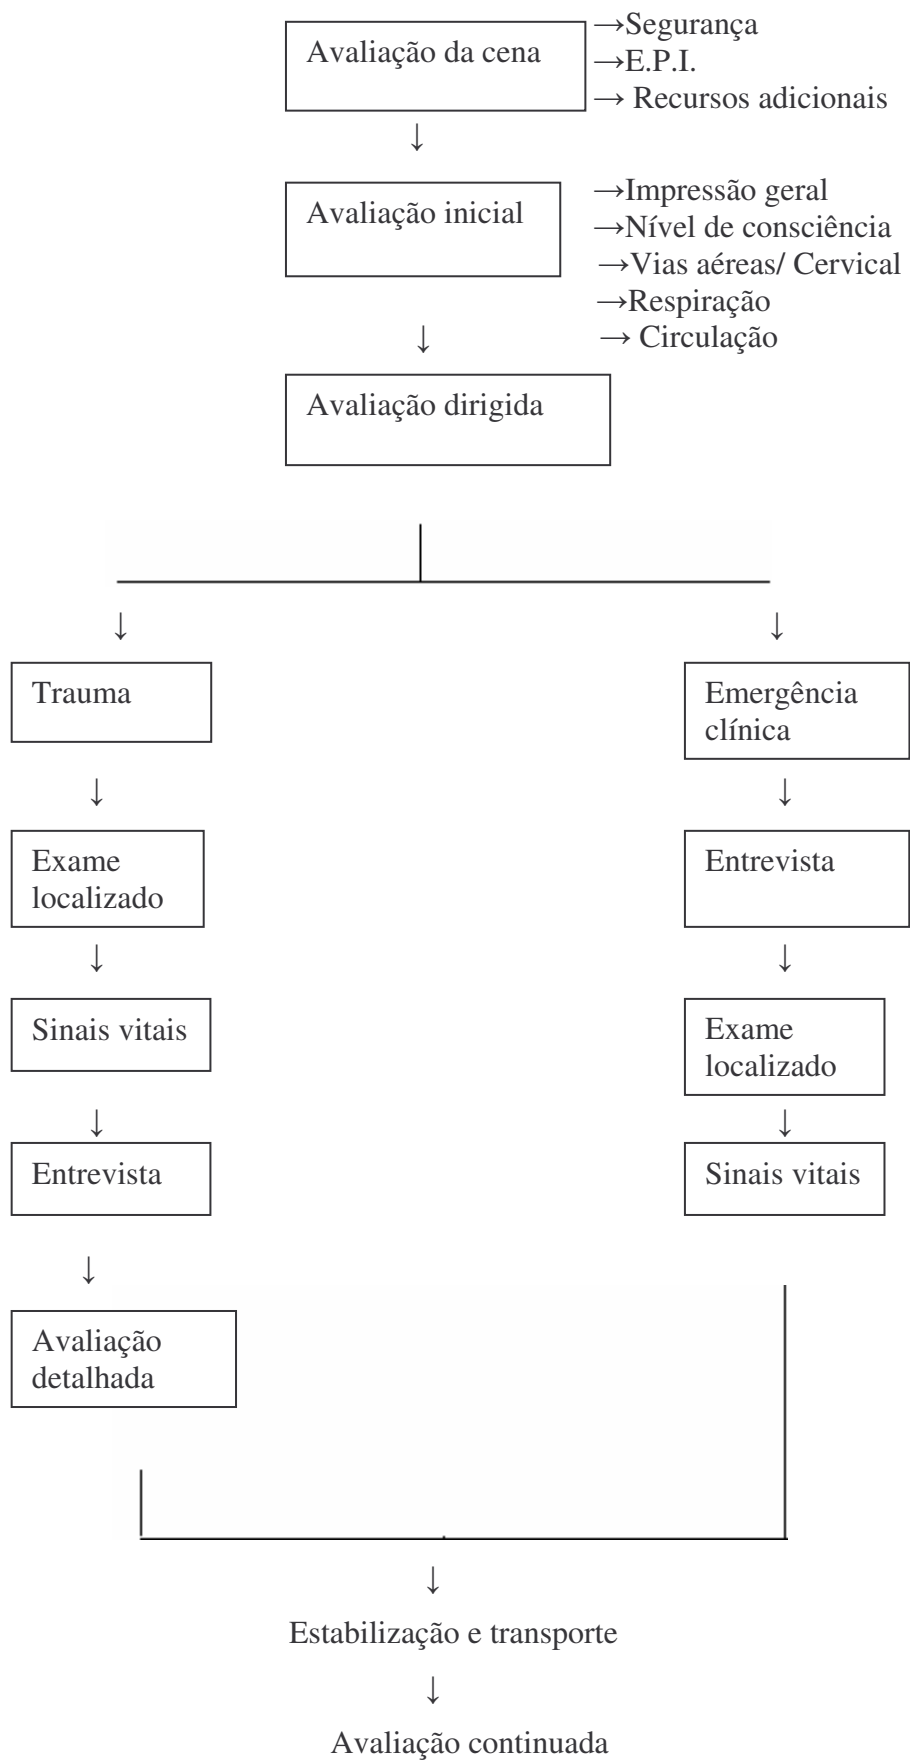 Avaliação da cena
→Segurança
→E.P.I.
→ Recursos adicionais
↓
Avaliação inicial
→Impressão geral
→Nível de consciência
→Vias aéreas/ Cervical
→Respiração
→ Circulação
↓
Avaliação dirigida
↓
↓
Trauma
Emergência
clínica
↓
↓
Exame
localizado
Entrevista
↓
↓
Sinais vitais
Exame
localizado
↓
↓
Entrevista
Sinais vitais
↓
Avaliação
detalhada
↓
Estabilização e transporte
↓
Avaliação continuada